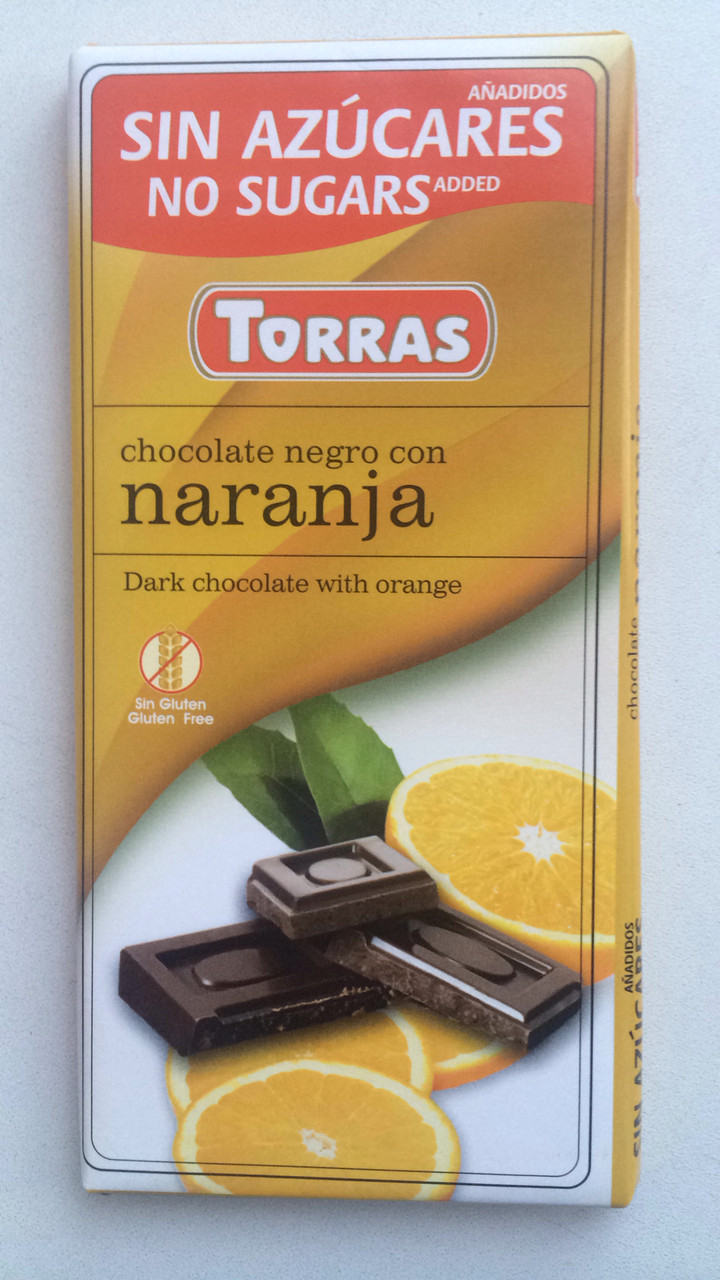 AÑADIDOS
SIN AZÚCARES
NO SUGARS ADDED
TORRAS
chocolate negro con
naranja
Dark chocolate with orange
Sin Gluten
Gluten Free
chocolate naranja
AÑADIDOS
SIN AZÚCARES